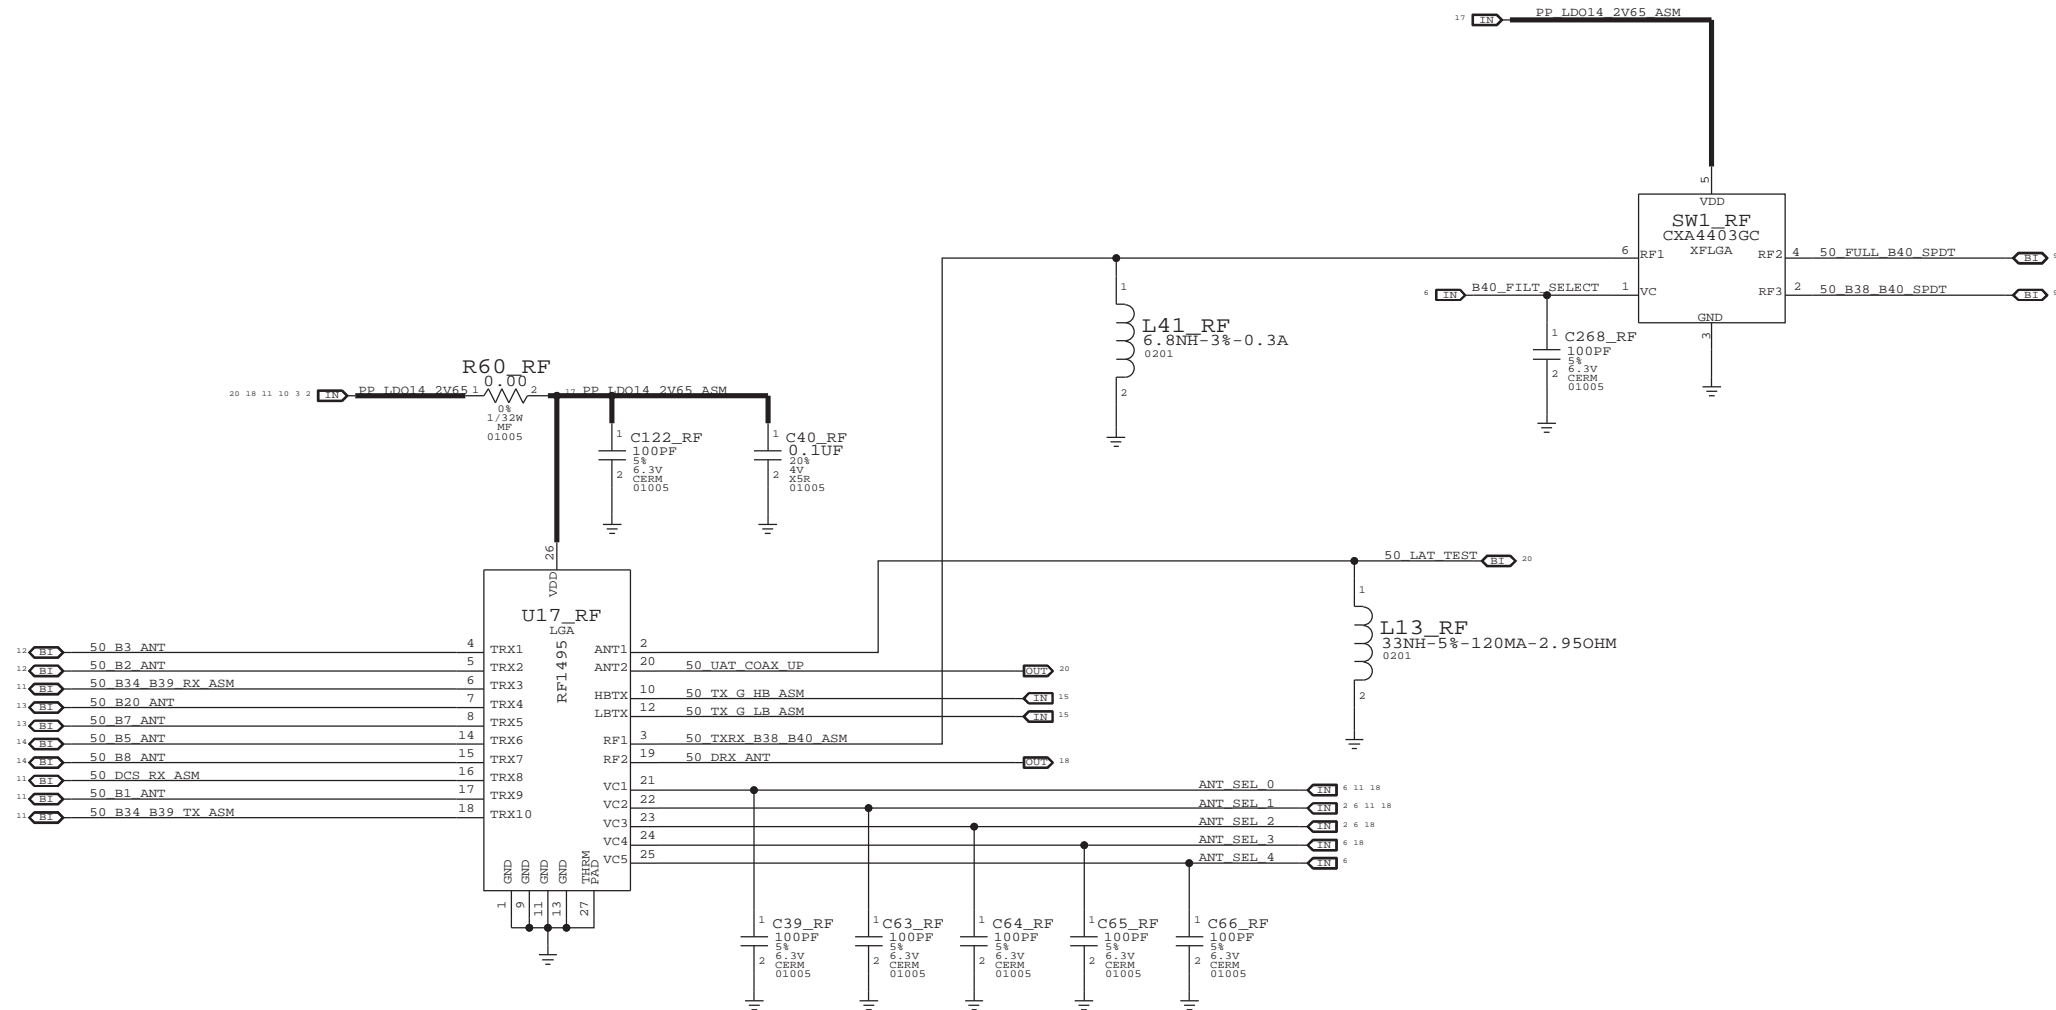 17 IN PP_LDO14_2V65_ASM
5
VDD
SW1_RF
CXA4403GC
XFLGA
6 RF1
RF2 4 50_FULL_B40_SPDT BI
6 IN B40_FILT_SELECT 1 VC
RF3 2 50_B38_B40_SPDT BI
GND
3
1 C268_RF
100PF
5%
2 6.3V
CERM
01005
1
L41_RF
6.8NH-3%-0.3A
0201
2
R60_RF
0.00
20 18 11 10 3 2 IN PP_LDO14_2V65 1 2 17 PP_LDO14_2V65_ASM
0%
1/32W
MF
01005
1 C122_RF
100PF
5%
2 6.3V
CERM
01005
1 C40_RF
0.1UF
20%
2 4V
X5R
01005
26
VDD
U17_RF
LGA
RF1495
50_LAT_TEST BI 20
1
L13_RF
33NH-5%-120MA-2.95OHM
0201
2
12 BI 50_B3_ANT 4 TRX1
12 BI 50_B2_ANT 5 TRX2
11 BI 50_B34_B39_RX_ASM 6 TRX3
13 BI 50_B20_ANT 7 TRX4
13 BI 50_B7_ANT 8 TRX5
14 BI 50_B5_ANT 14 TRX6
14 BI 50_B8_ANT 15 TRX7
11 BI 50_DCS_RX_ASM 16 TRX8
11 BI 50_B1_ANT 17 TRX9
11 BI 50_B34_B39_TX_ASM 18 TRX10
ANT1 2
ANT2 20 50_UAT_COAX_UP OUT 20
HBTX 10 50_TX_G_HB_ASM IN 15
LBTX 12 50_TX_G_LB_ASM IN 15
RF1 3 50_TXRX_B38_B40_ASM
RF2 19 50_DRX_ANT OUT 18
VC1 21 ANT_SEL_0 IN 6 11 18
VC2 22 ANT_SEL_1 IN 2 6 11 18
VC3 23 ANT_SEL_2 IN 2 6 18
VC4 24 ANT_SEL_3 IN 6 18
VC5 25 ANT_SEL_4 IN 6
GND GND GND GND THRM PAD
1 9 11 13 27
1 C39_RF
100PF
5%
2 6.3V
CERM
01005
1 C63_RF
100PF
5%
2 6.3V
CERM
01005
1 C64_RF
100PF
5%
2 6.3V
CERM
01005
1 C65_RF
100PF
5%
2 6.3V
CERM
01005
1 C66_RF
100PF
5%
2 6.3V
CERM
01005